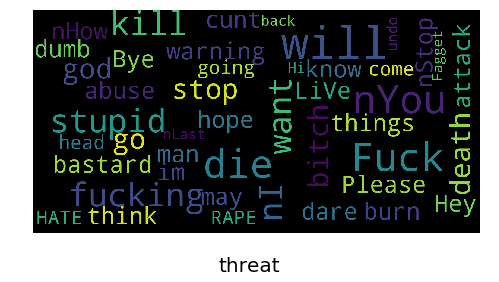 nHow kill cunt back
dumb Bye warning will undo nStop
god going Hi know come Fagget attack
abuse stop LiVe nYou
stupid hope want things
head go nLast man die bitch Fuck death
bastard im Please
fucking may nI Hey
HATE think RAPE dare burn
threat